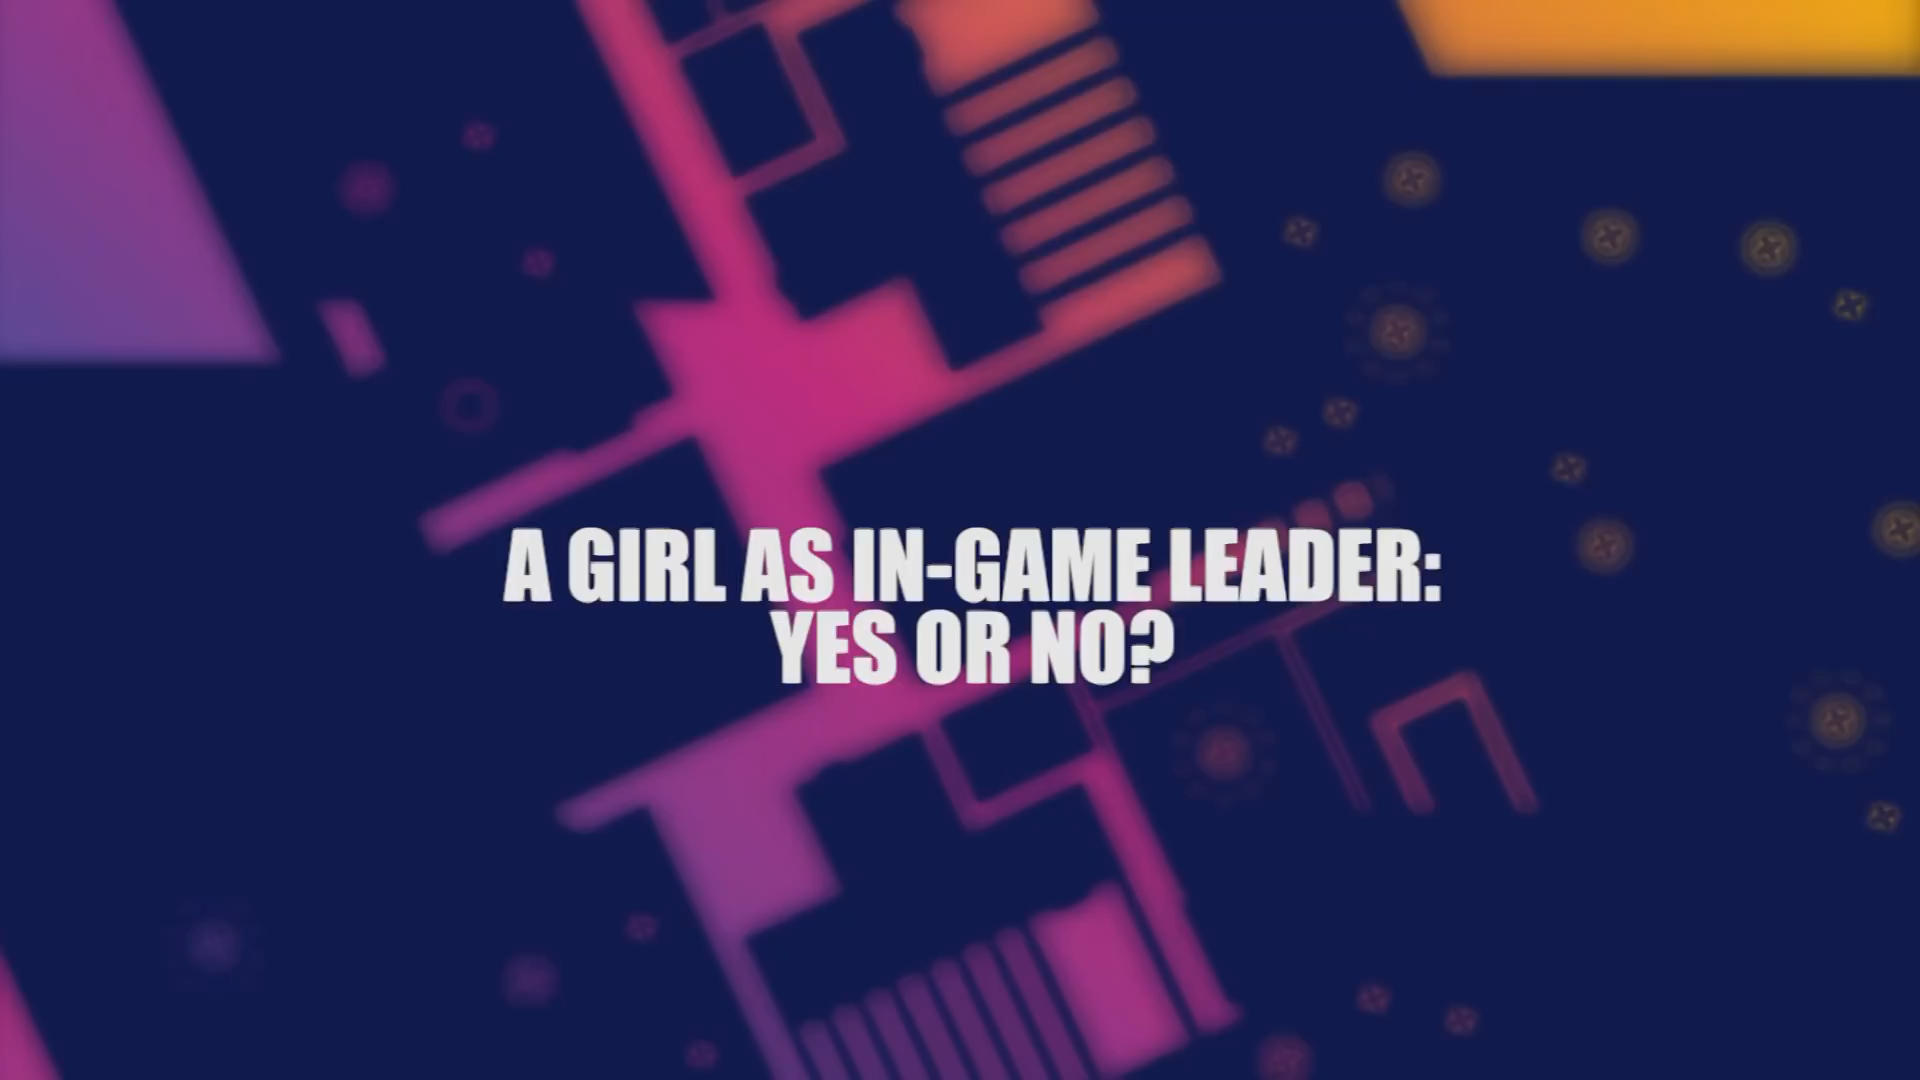 A GIRL AS IN-GAME LEADER:
YES OR NO?